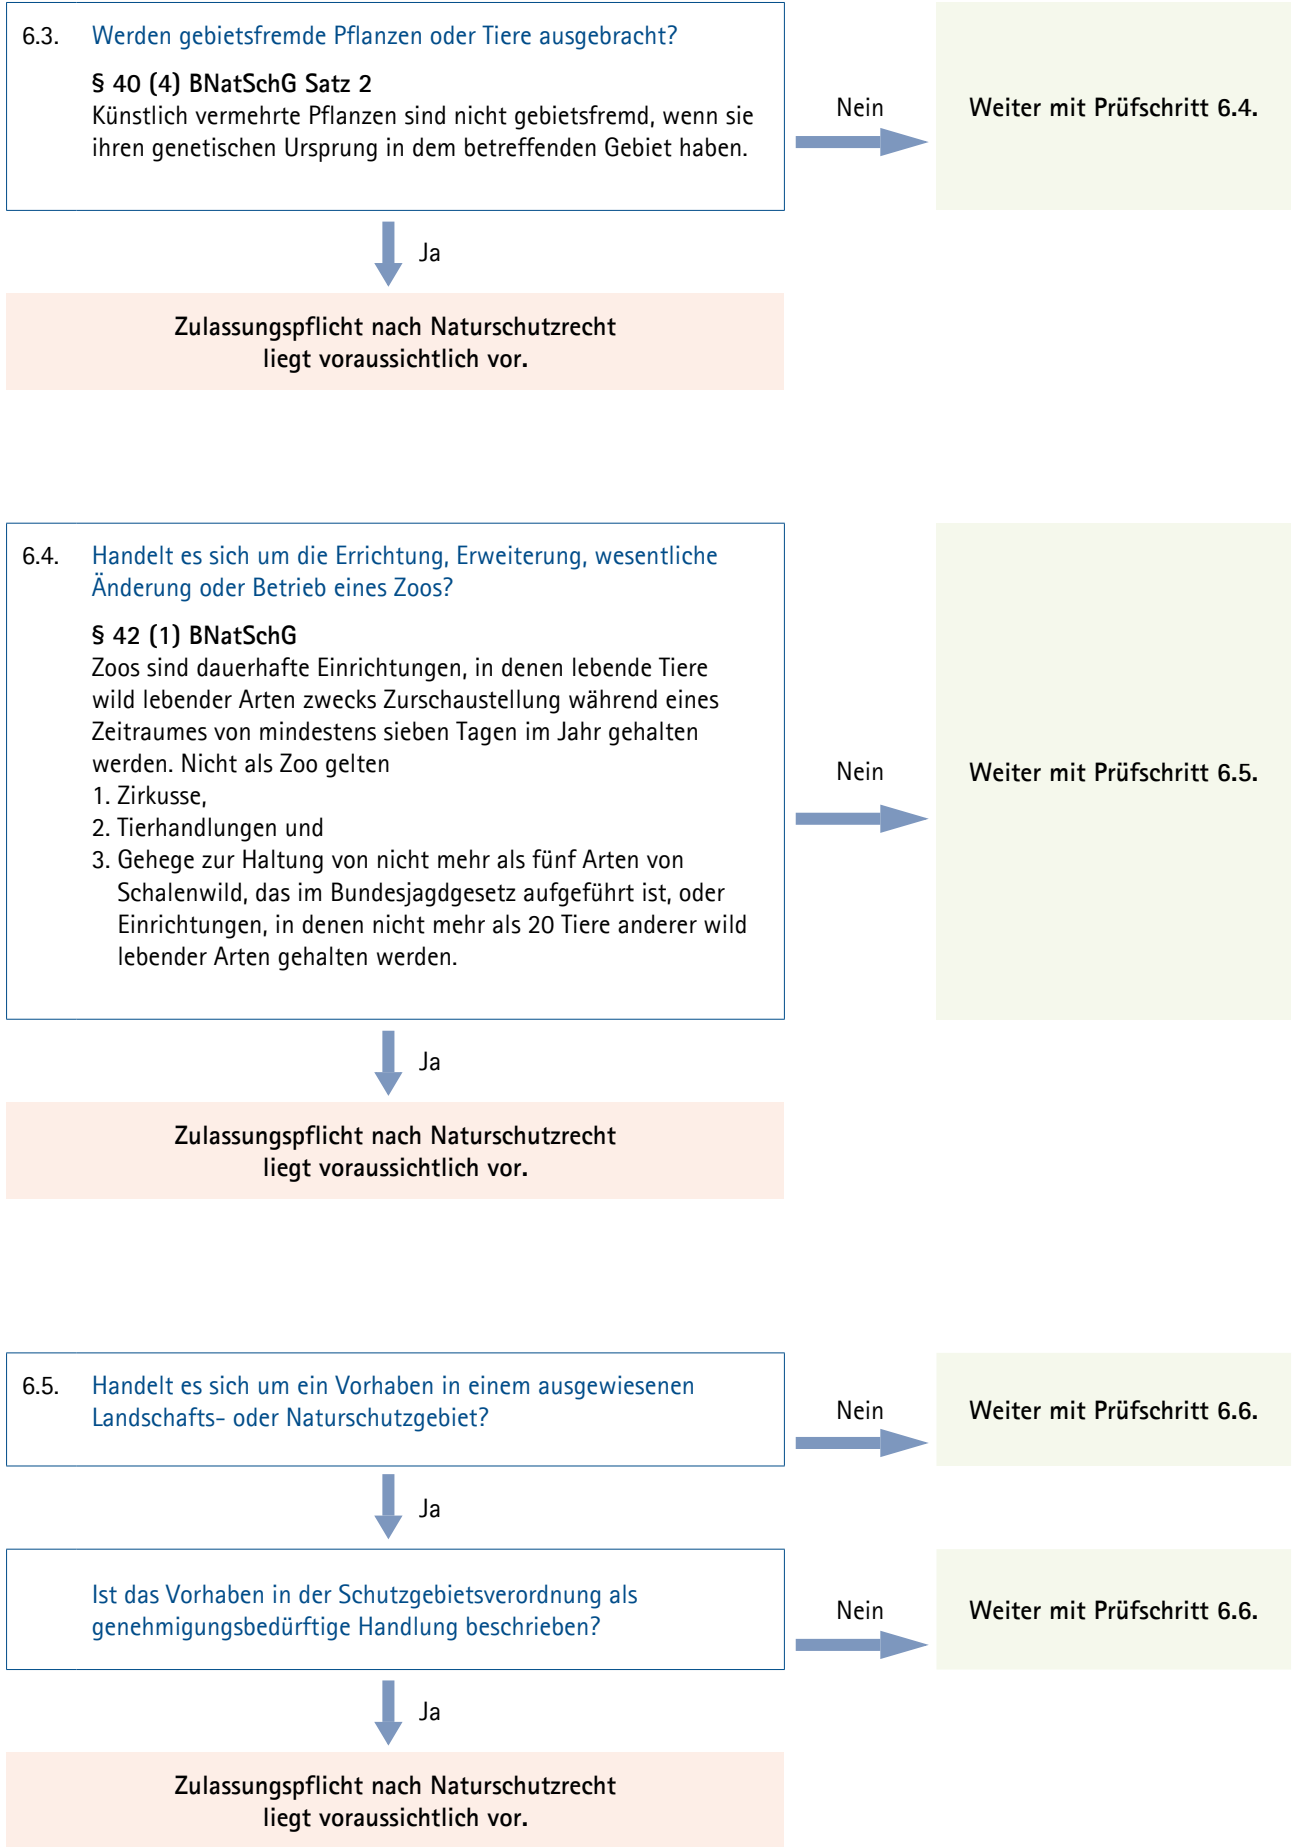 6.3. Werden gebietsfremde Pflanzen oder Tiere ausgebracht?
§ 40 (4) BNatSchG Satz 2
Künstlich vermehrte Pflanzen sind nicht gebietsfremd, wenn sie
ihren genetischen Ursprung in dem betreffenden Gebiet haben.
Nein
Weiter mit Prüfschritt 6.4.
Ja
Zulassungspflicht nach Naturschutzrecht
liegt voraussichtlich vor.
6.4. Handelt es sich um die Errichtung, Erweiterung, wesentliche
Änderung oder Betrieb eines Zoos?
§ 42 (1) BNatSchG
Zoos sind dauerhafte Einrichtungen, in denen lebende Tiere
wild lebender Arten zwecks Zurschaustellung während eines
Zeitraumes von mindestens sieben Tagen im Jahr gehalten
werden. Nicht als Zoo gelten
1. Zirkusse,
2. Tierhandlungen und
3. Gehege zur Haltung von nicht mehr als fünf Arten von
Schalenwild, das im Bundesjagdgesetz aufgeführt ist, oder
Einrichtungen, in denen nicht mehr als 20 Tiere anderer wild
lebender Arten gehalten werden.
Nein
Weiter mit Prüfschritt 6.5.
Ja
Zulassungspflicht nach Naturschutzrecht
liegt voraussichtlich vor.
6.5. Handelt es sich um ein Vorhaben in einem ausgewiesenen
Landschafts- oder Naturschutzgebiet?
Nein
Weiter mit Prüfschritt 6.6.
Ja
Ist das Vorhaben in der Schutzgebietsverordnung als
genehmigungsbedürftige Handlung beschrieben?
Nein
Weiter mit Prüfschritt 6.6.
Ja
Zulassungspflicht nach Naturschutzrecht
liegt voraussichtlich vor.